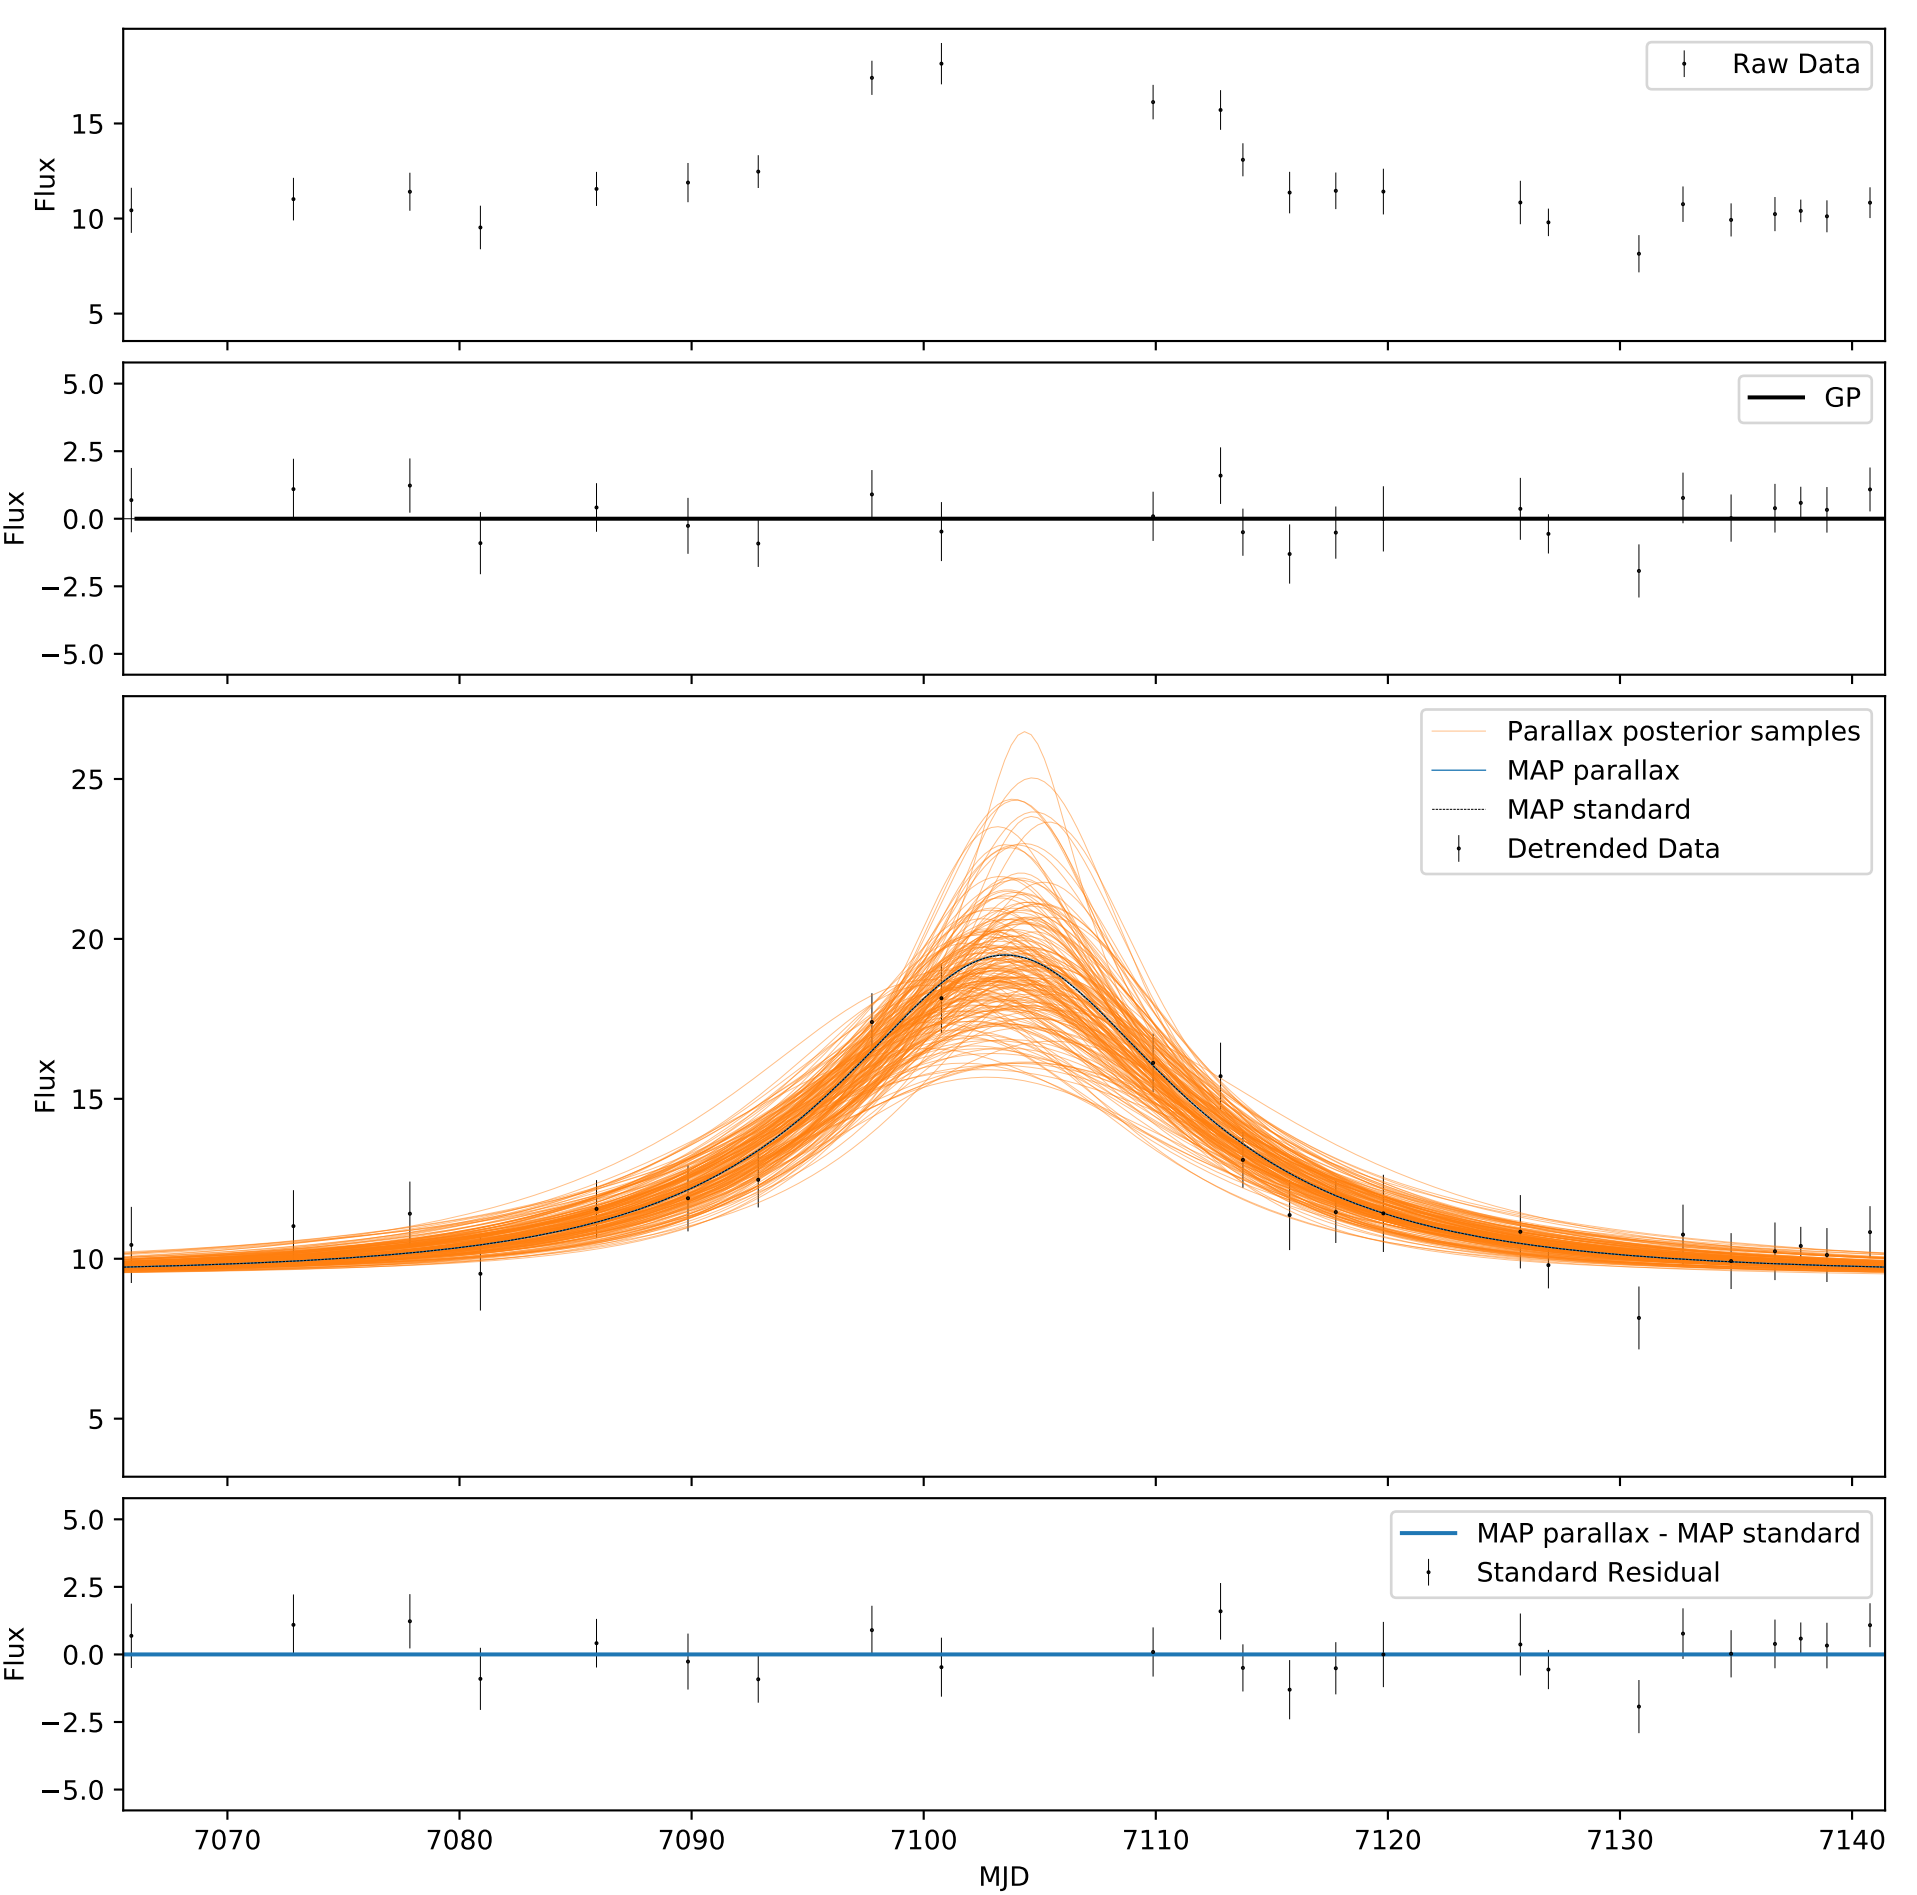 Raw Data
15
10
5
Flux
GP
5.0
2.5
0.0
−2.5
−5.0
Flux
Parallax posterior samples
MAP parallax
MAP standard
Detrended Data
25
20
15
10
5
Flux
MAP parallax - MAP standard
Standard Residual
5.0
2.5
0.0
−2.5
−5.0
Flux
7070 7080 7090 7100 7110 7120 7130 7140
MJD